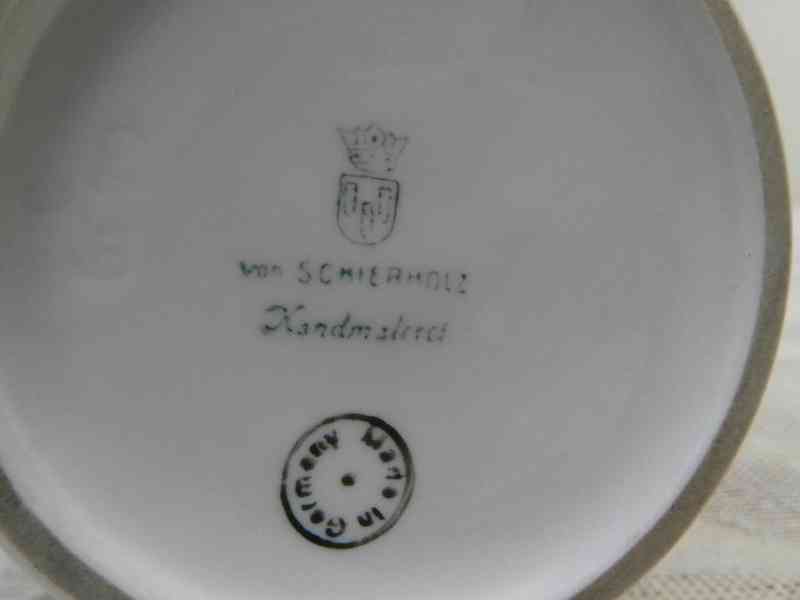 von SCHIERHOLZ
Handmalerei
Made in Germany